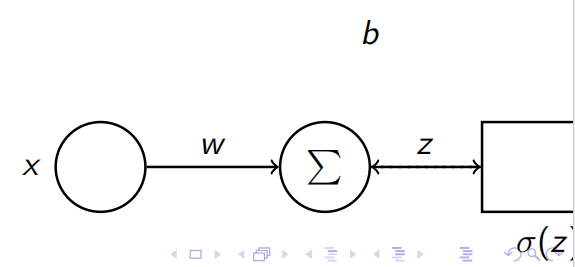 b
x w ∑ z
σ(z)